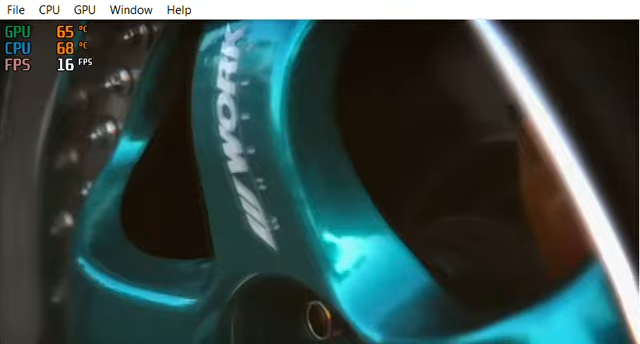 File CPU GPU Window Help
GPU 65 °C
CPU 68 °C
FPS 16 FPS
WORK